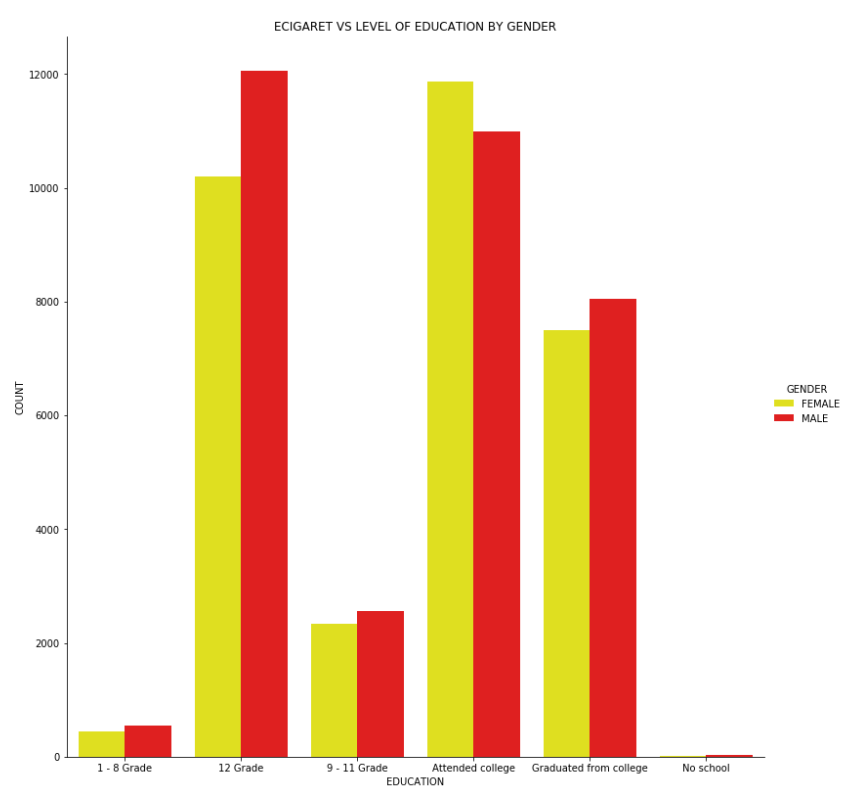 ECIGARET VS LEVEL OF EDUCATION BY GENDER
12000
10000
8000
6000
4000
2000
0
COUNT
GENDER
FEMALE
MALE
1 - 8 Grade
12 Grade
9 - 11 Grade
Attended college
Graduated from college
No school
EDUCATION